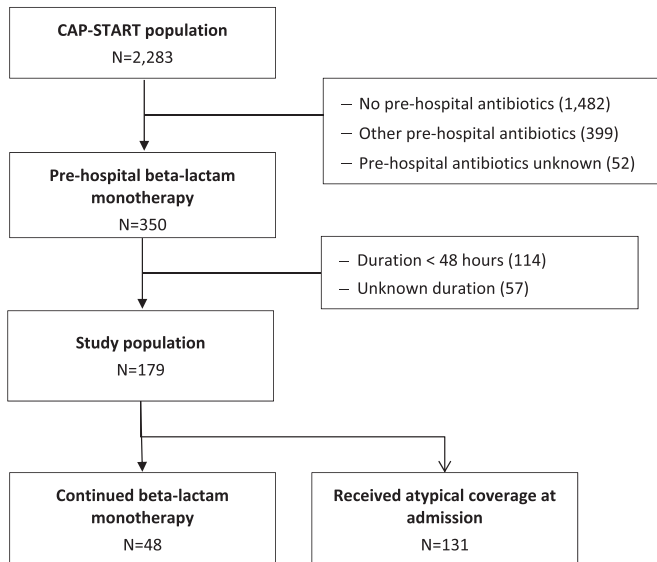 CAP-START population
N=2,283
– No pre-hospital antibiotics (1,482)
– Other pre-hospital antibiotics (399)
– Pre-hospital antibiotics unknown (52)
Pre-hospital beta-lactam
monotherapy
N=350
– Duration < 48 hours (114)
– Unknown duration (57)
Study population
N=179
Continued beta-lactam
monotherapy
N=48
Received atypical coverage at
admission
N=131